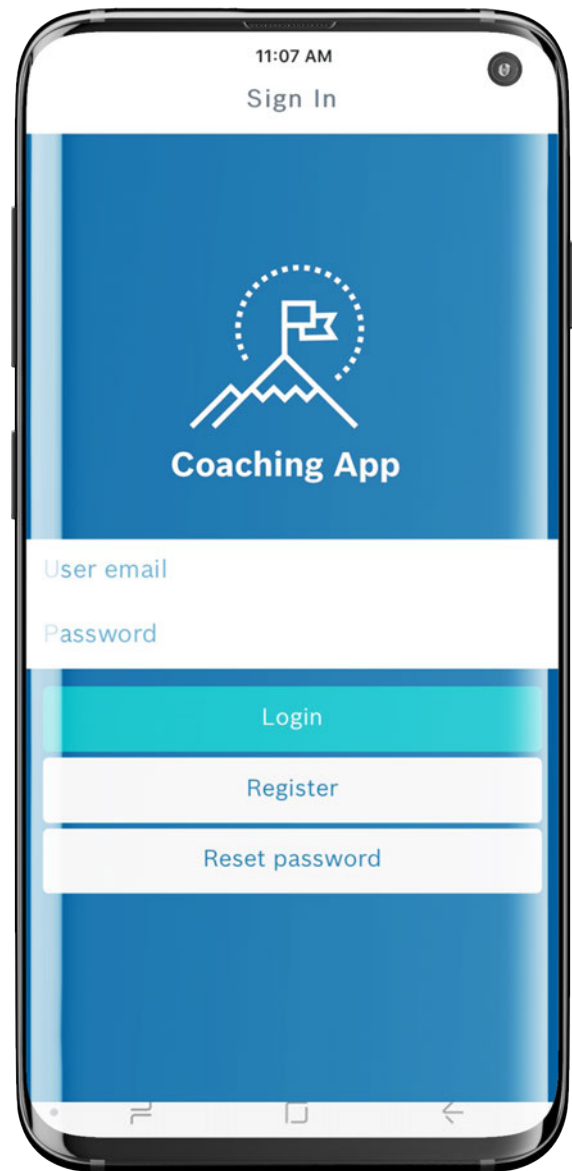 11:07 AM
Sign In
Coaching App
User email
Password
Login
Register
Reset password